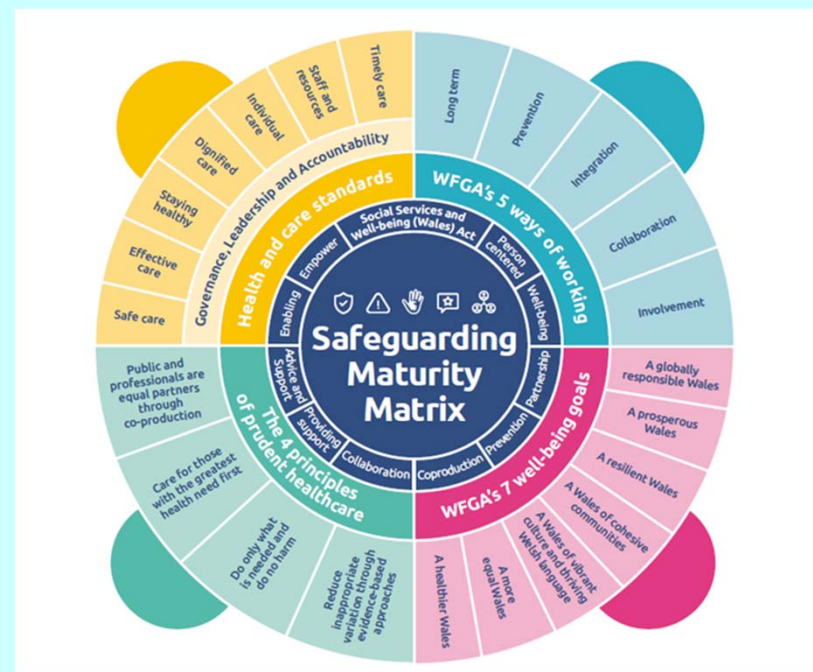 Safeguarding
Maturity
Matrix
Social Services and
Well-being (Wales) Act
Person
centered
Well-being
Partnership
Prevention
Coproduction
Collaboration
Providing
support
Advice and
Support
Enabling
Empower
Health and care standards
Governance, Leadership and Accountability
Safe care
Effective
care
Staying
healthy
Dignified
care
Individual
care
Staff and
resources
Timely care
WFGA's 5 ways of working
Long term
Prevention
Integration
Collaboration
Involvement
WFGA's 7 well-being goals
A globally
responsible Wales
A prosperous
Wales
A resilient Wales
A Wales of cohesive
communities
A Wales of vibrant
culture and thriving
Welsh language
A more
equal Wales
A healthier Wales
The 4 principles
of prudent healthcare
Reduce
inappropriate
variation through
evidence-based
approaches
Do only what
is needed and
do no harm
Care for those
with the greatest
health need first
Public and
professionals are
equal partners
through
co-production